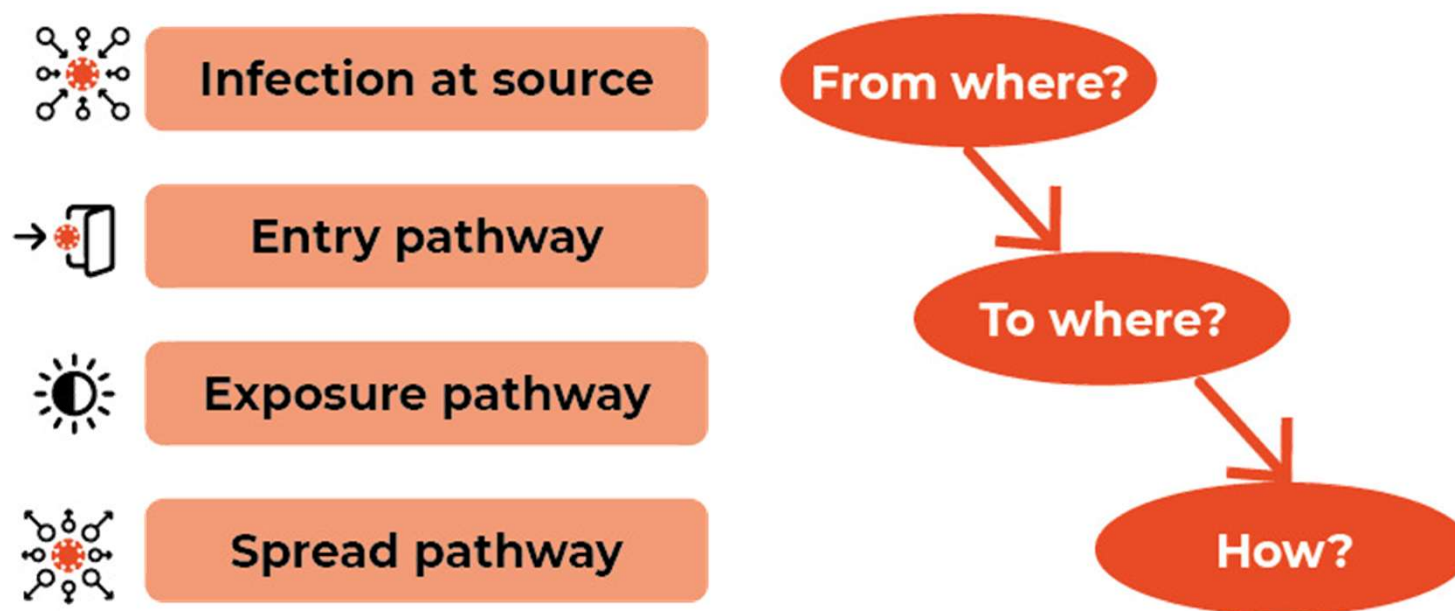 Infection at source
Entry pathway
Exposure pathway
Spread pathway
From where?
To where?
How?